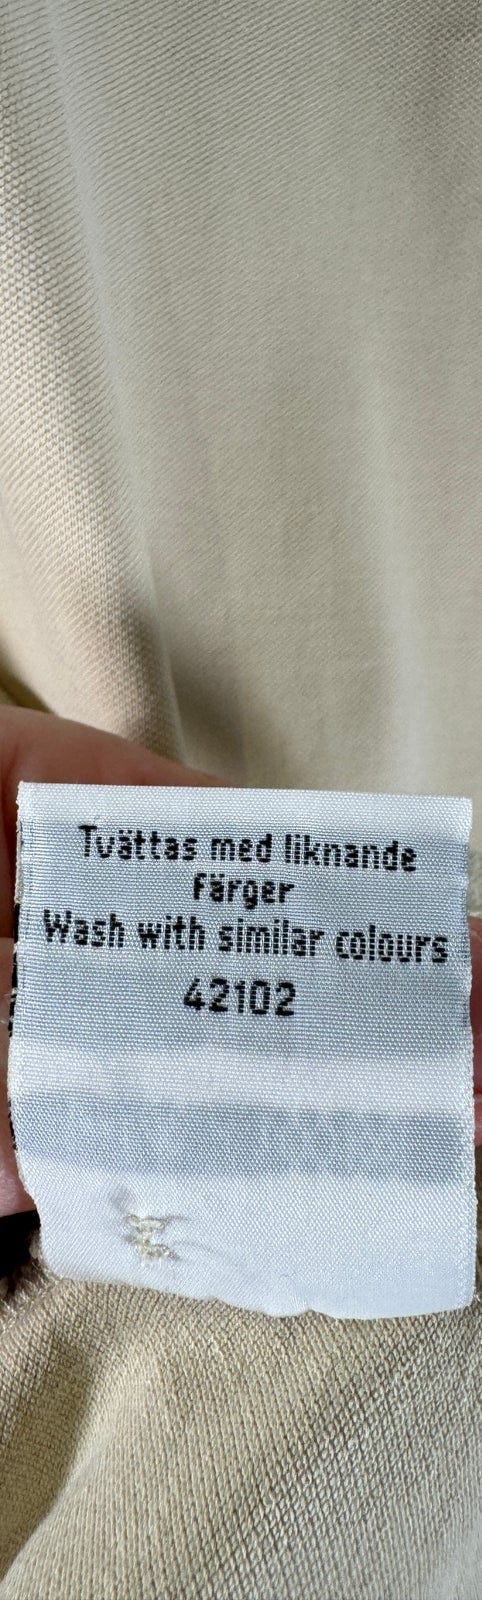 Tvättas med liknande
färger
Wash with similar colours
42102